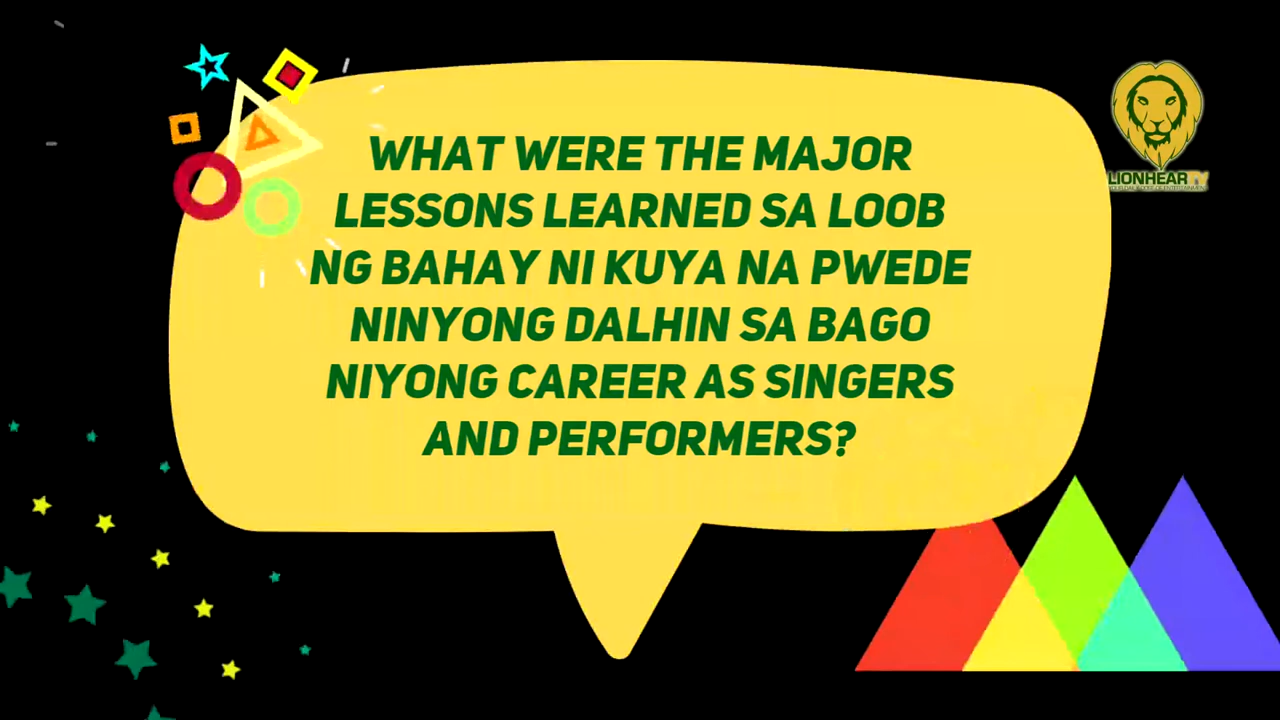 WHAT WERE THE MAJOR
LESSONS LEARNED SA LOOB
NG BAHAY NI KUYA NA PWEDE
NINYONG DALHIN SA BAGO
NIYONG CAREER AS SINGERS
AND PERFORMERS?
LIONHEARTV